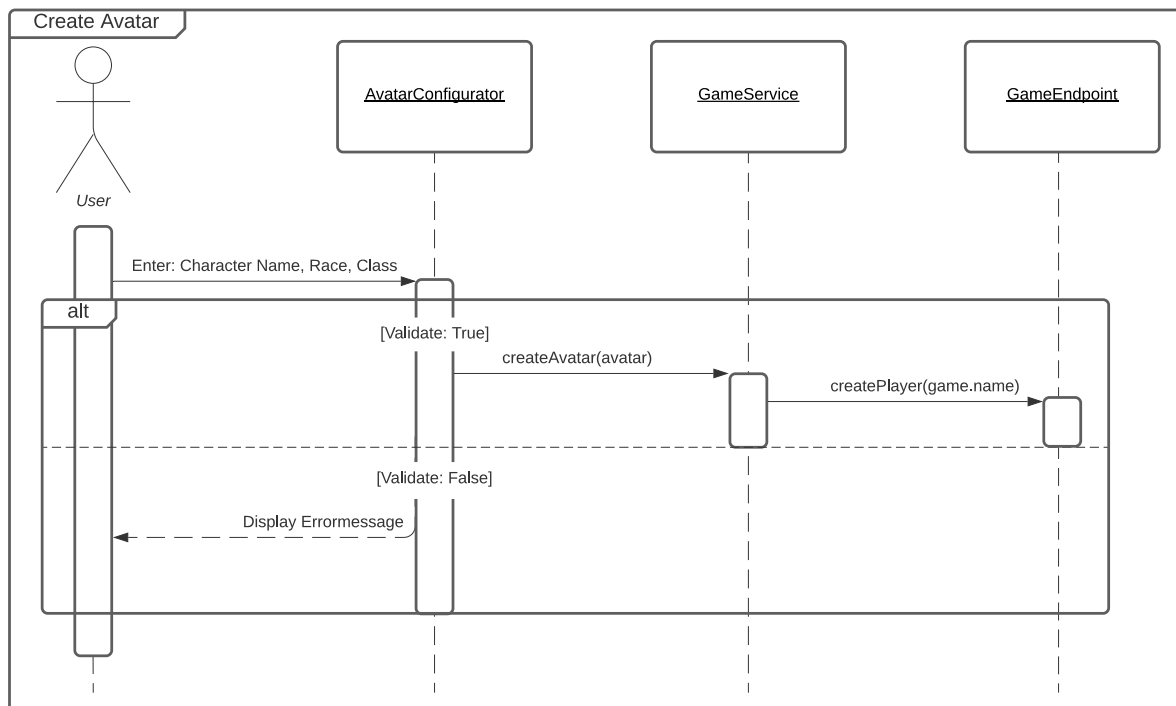 Create Avatar
AvatarConfigurator
GameService
GameEndpoint
User
Enter: Character Name, Race, Class
alt
[Validate: True]
createAvatar(avatar)
createPlayer(game.name)
[Validate: False]
Display Errormessage